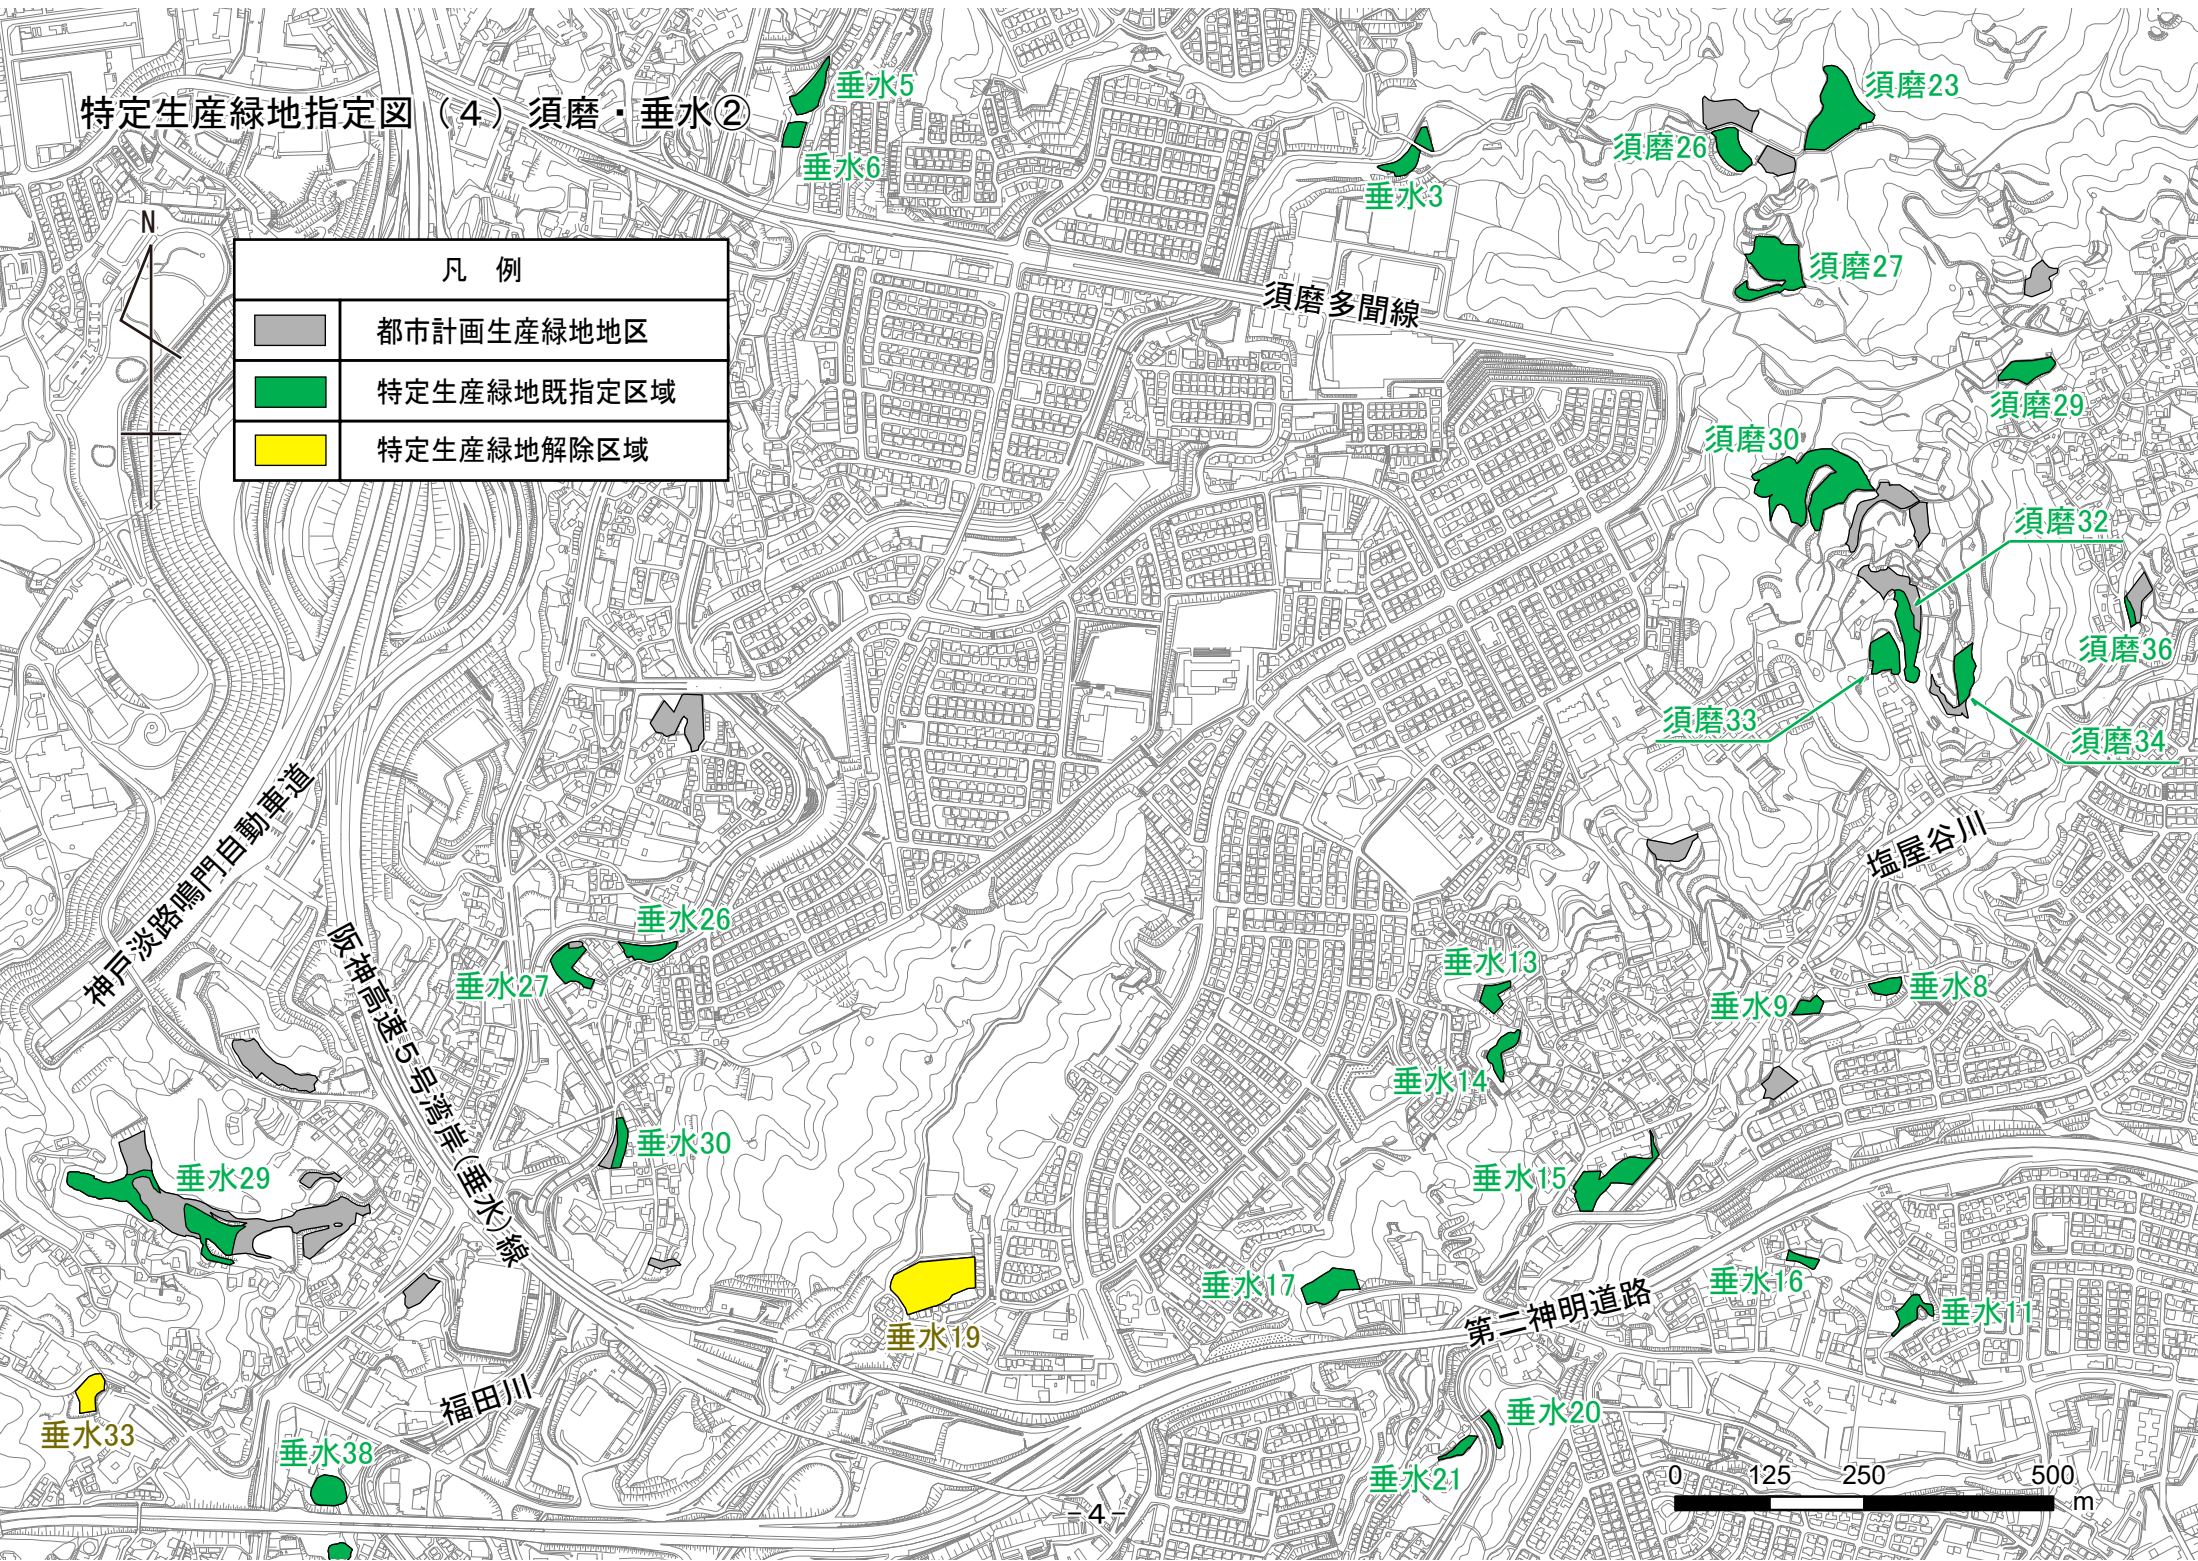 特定生産緑地指定図（４）須磨・垂水②
N
凡 例
都市計画生産緑地地区
特定生産緑地既指定区域
特定生産緑地解除区域
垂水5
垂水6
垂水3
須磨23
須磨26
須磨27
須磨多聞線
須磨29
須磨30
須磨32
須磨36
須磨33
須磨34
神戸淡路鳴門自動車道
塩屋谷川
阪神高速５号湾岸（垂水）線
垂水26
垂水27
垂水13
垂水8
垂水9
垂水14
垂水30
垂水29
垂水15
垂水17
垂水16
垂水11
第二神明道路
垂水19
福田川
垂水33
垂水38
垂水20
垂水21
0 125 250 500
m
-4-